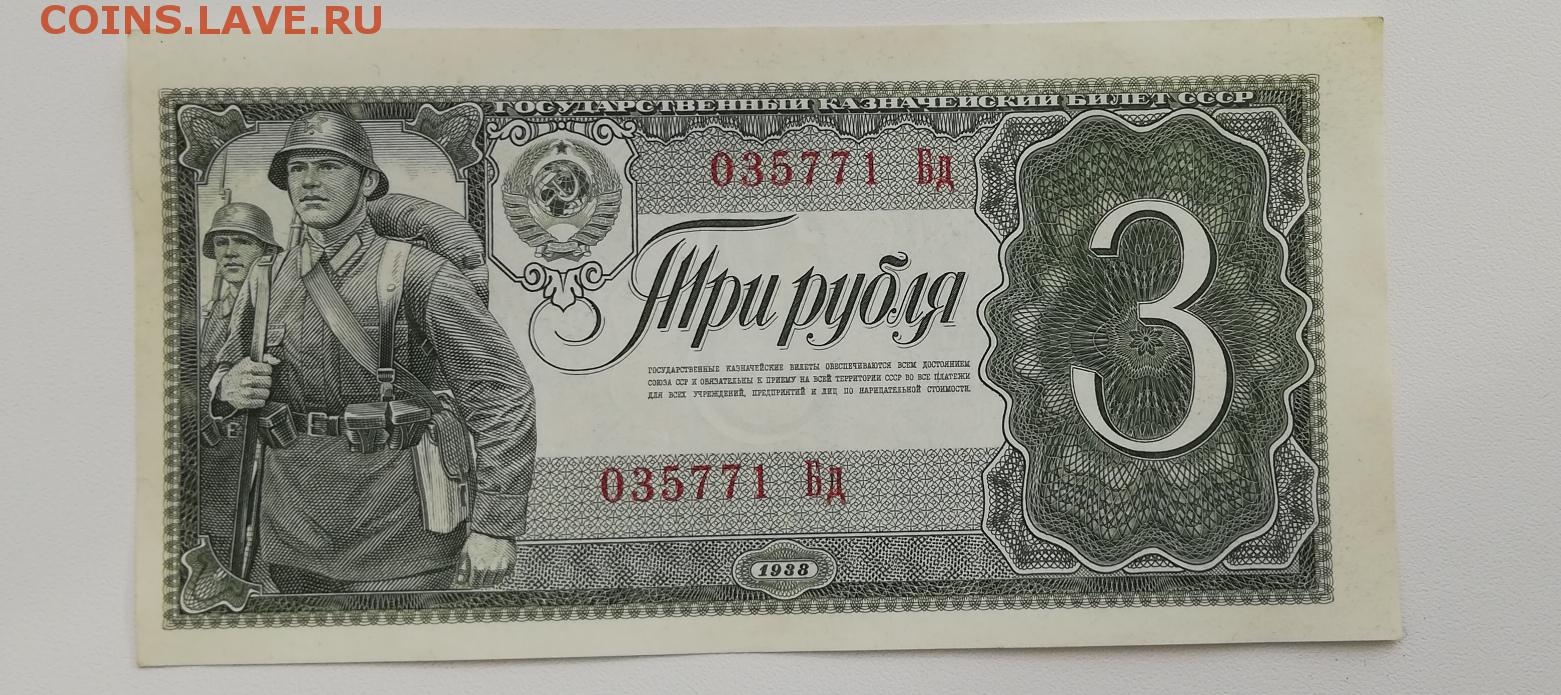 COINS.LAVE.RU
ГОСУДАРСТВЕННЫЙ КАЗНАЧЕЙСКИЙ БИЛЕТ СССР
035771 Бд
Три рубля
3
ГОСУДАРСТВЕННЫЕ КАЗНАЧЕЙСКИЕ БИЛЕТЫ ОБЕСПЕЧИВАЮТСЯ ВСЕМ ДОСТОЯНИЕМ
СОЮЗА ССР И ОБЯЗАТЕЛЬНЫ К ПРИЕМУ НА ВСЕЙ ТЕРРИТОРИИ СССР ВО ВСЕ ПЛАТЕЖИ
ДЛЯ ВСЕХ УЧРЕЖДЕНИЙ, ПРЕДПРИЯТИЙ И ЛИЦ ПО НАРИЦАТЕЛЬНОЙ СТОИМОСТИ.
035771 Бд
1938